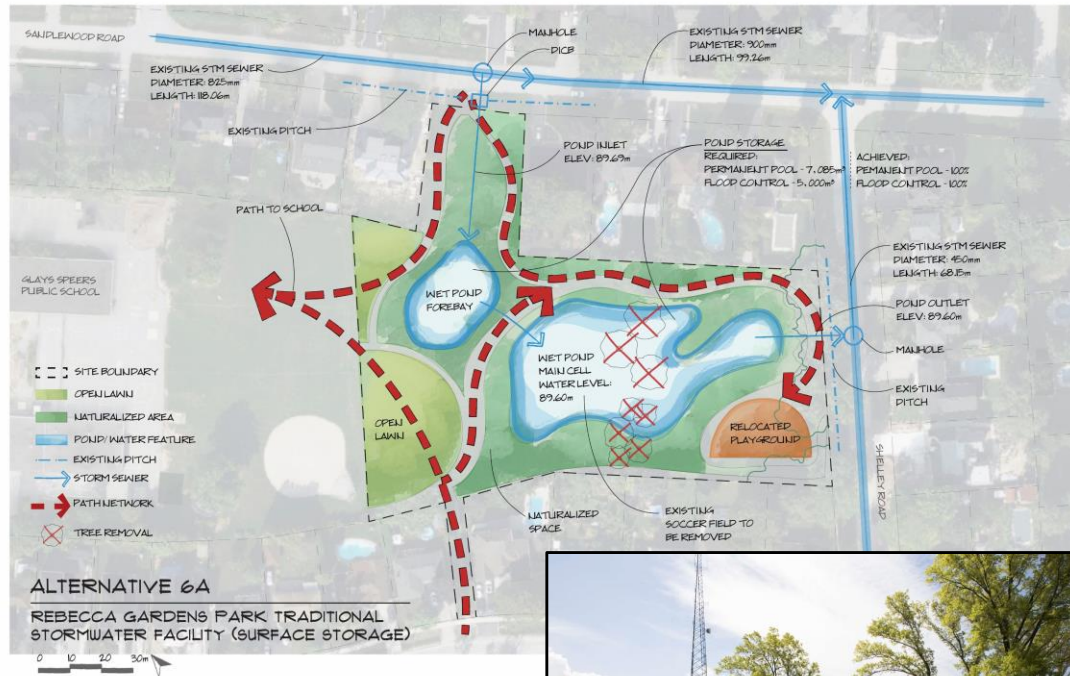 SANDLEWOOD ROAD
MANHOLE
DICB
EXISTING STM SEWER
DIAMETER: 900mm
LENGTH: 99.26m
EXISTING STM SEWER
DIAMETER: 825mm
LENGTH: 118.06m
EXISTING DITCH
POND INLET
ELEV: 89.69m
POND STORAGE
REQUIRED:
PERMANENT POOL - 7.085m³
FLOOD CONTROL - 5.000m³
ACHIEVED:
PEMANENT POOL - 100%
FLOOD CONTROL - 100%
PATH TO SCHOOL
GLAYS SPEERS
PUBLIC SCHOOL
EXISTING STM SEWER
DIAMETER: 450mm
LENGTH: 68.15m
WET POND
FOREBAY
POND OUTLET
ELEV: 89.60m
WET POND
MAIN CELL
WATER LEVEL:
89.60m
MANHOLE
EXISTING
DITCH
SITE BOUNDARY
OPEN LAWN
NATURALIZED AREA
POND/WATER FEATURE
EXISTING DITCH
STORM SEWER
PATH NETWORK
TREE REMOVAL
OPEN
LAWN
RELOCATED
PLAYGROUND
SHELLEY ROAD
NATURALIZED
SPACE
EXISTING
SOCCER FIELD TO
BE REMOVED
ALTERNATIVE 6A
REBECCA GARDENS PARK TRADITIONAL
STORMWATER FACILITY (SURFACE STORAGE)
0 10 20 30m